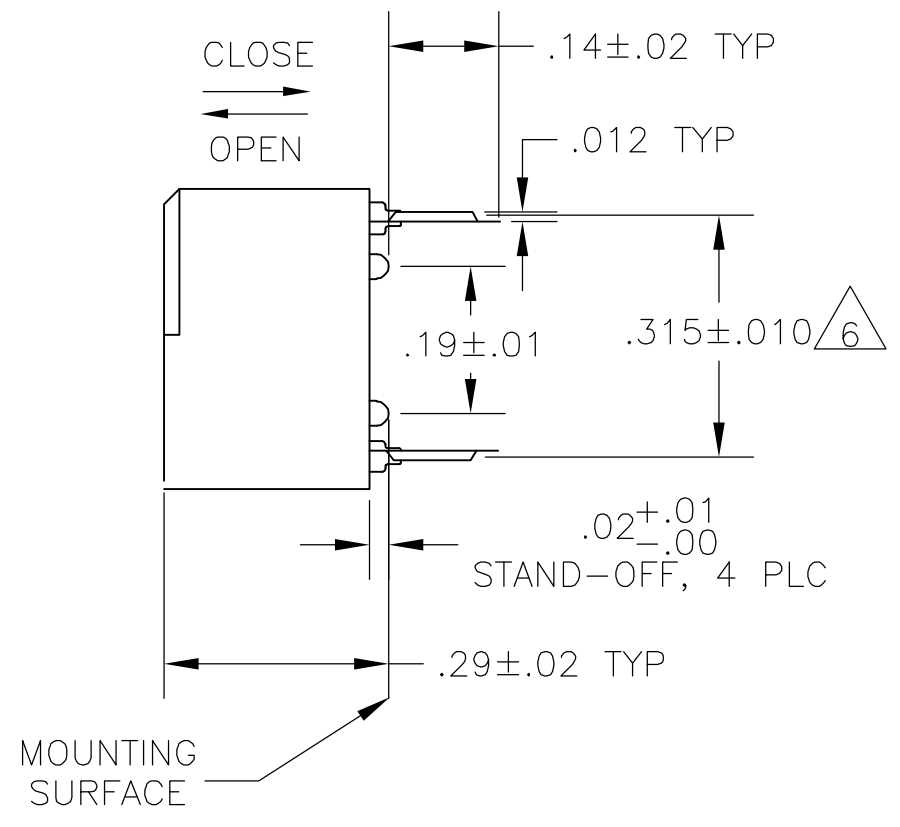 CLOSE
OPEN
.14±.02 TYP
.012 TYP
.315±.010 6
.19±.01
.02+.01
-.00
STAND-OFF, 4 PLC
.29±.02 TYP
MOUNTING
SURFACE